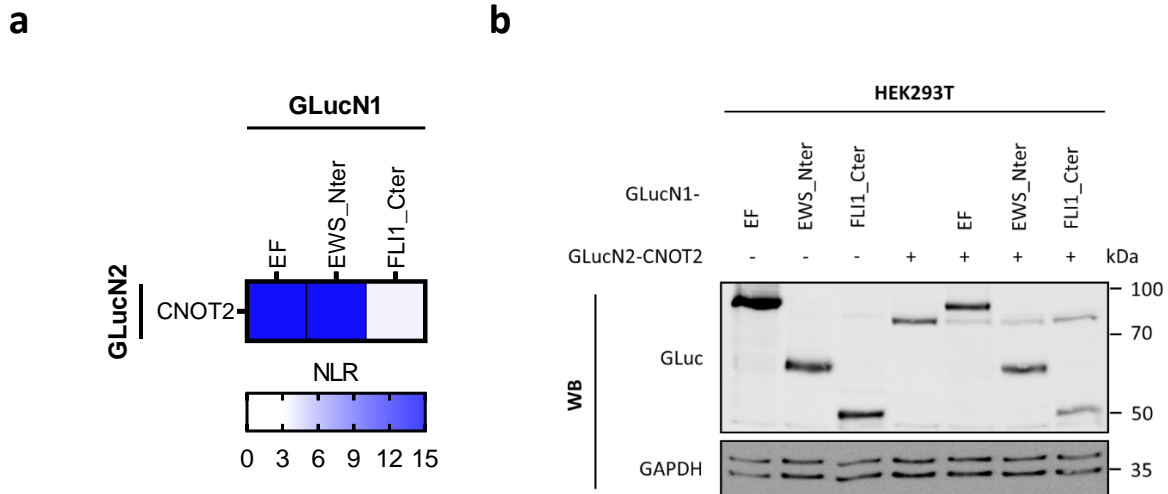 a
GLucN1
EF
EWS_Nter
FLI1_Cter
GLucN2
CNOT2
NLR
0 3 6 9 12 15
b
HEK293T
GLucN1-
EF
EWS_Nter
FLI1_Cter
EF
EWS_Nter
FLI1_Cter
GLucN2-CNOT2 - - - + + + + kDa
WB
GLuc
100
70
50
GAPDH
35